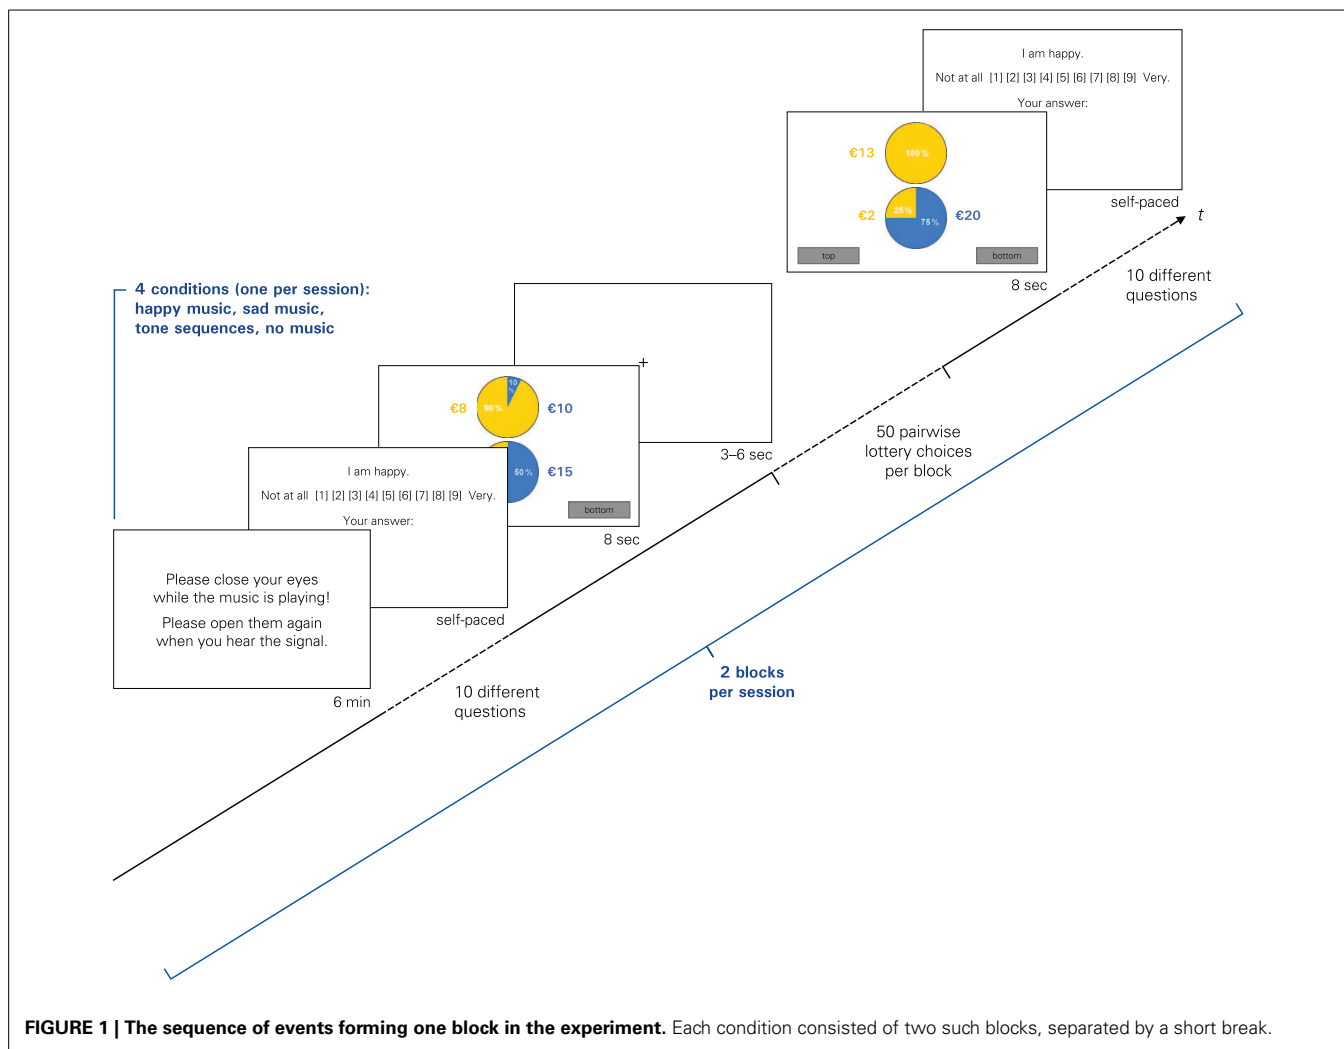 I am happy.
Not at all [1] [2] [3] [4] [5] [6] [7] [8] [9] Very.
Your answer:
self-paced
€13
100%
€2
25%
75%
€20
top
bottom
8 sec
t
10 different
questions
4 conditions (one per session):
happy music, sad music,
tone sequences, no music
+
3–6 sec
50 pairwise
lottery choices
per block
10
%
€8
90%
€10
50%
€15
bottom
8 sec
I am happy.
Not at all [1] [2] [3] [4] [5] [6] [7] [8] [9] Very.
Your answer:
self-paced
Please close your eyes
while the music is playing!
Please open them again
when you hear the signal.
6 min
10 different
questions
2 blocks
per session
FIGURE 1 | The sequence of events forming one block in the experiment. Each condition consisted of two such blocks, separated by a short break.